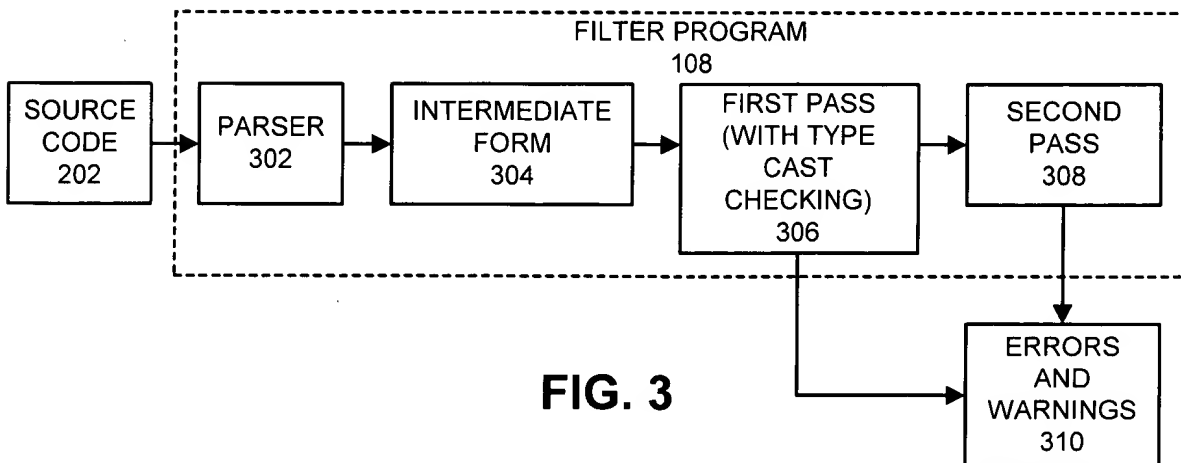 FILTER PROGRAM
108
SOURCE
CODE
202
PARSER
302
INTERMEDIATE
FORM
304
FIRST PASS
(WITH TYPE
CAST
CHECKING)
306
SECOND
PASS
308
ERRORS
AND
WARNINGS
310
FIG. 3